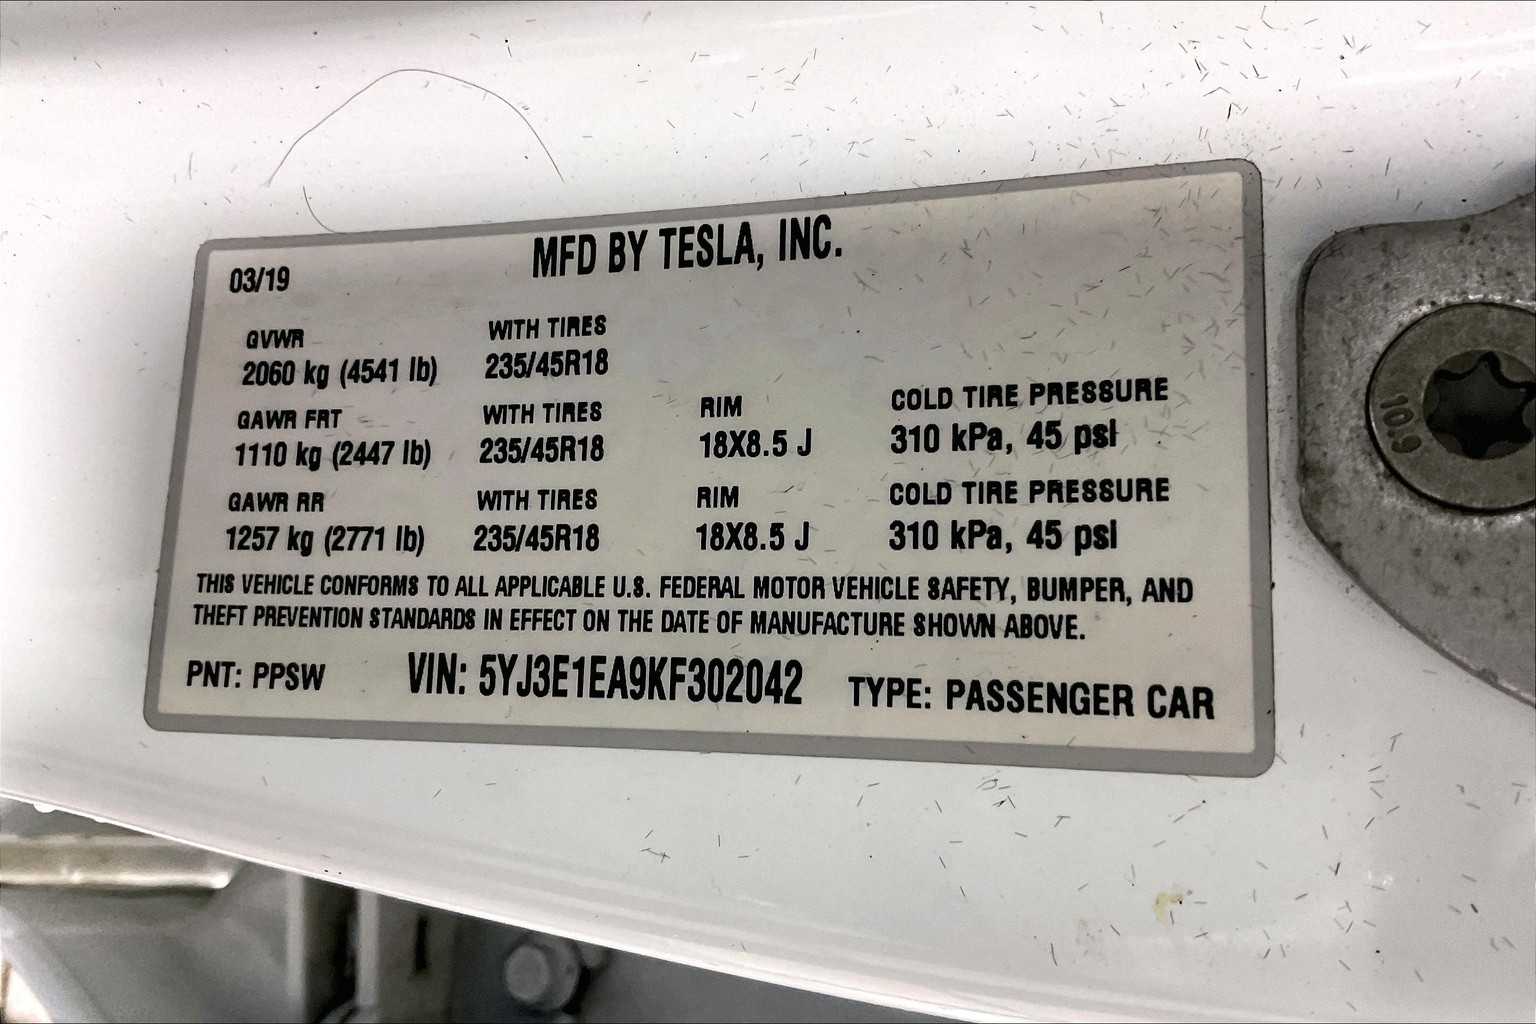 MFD BY TESLA, INC.
03/19
GVWR WITH TIRES
2060 kg (4541 lb) 235/45R18
GAWR FRT WITH TIRES RIM COLD TIRE PRESSURE
1110 kg (2447 lb) 235/45R18 18X8.5 J 310 kPa, 45 psi
GAWR RR WITH TIRES RIM COLD TIRE PRESSURE
1257 kg (2771 lb) 235/45R18 18X8.5 J 310 kPa, 45 psi
THIS VEHICLE CONFORMS TO ALL APPLICABLE U.S. FEDERAL MOTOR VEHICLE SAFETY, BUMPER, AND
THEFT PREVENTION STANDARDS IN EFFECT ON THE DATE OF MANUFACTURE SHOWN ABOVE.
PNT: PPSW VIN: 5YJ3E1EA9KF302042 TYPE: PASSENGER CAR
10.9